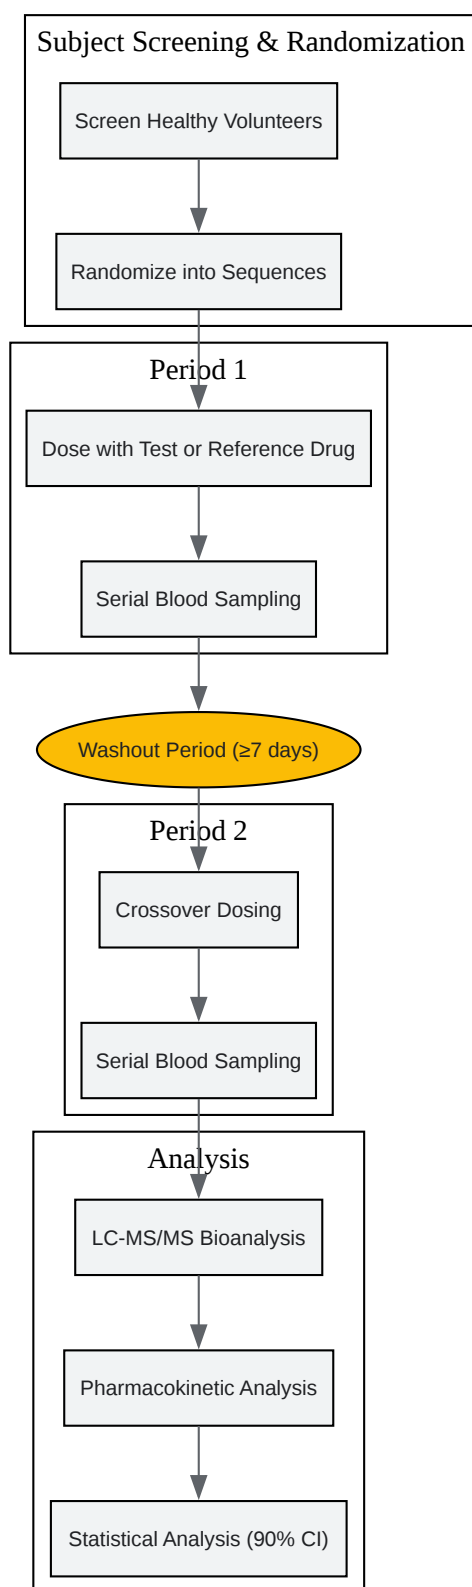 Subject Screening & Randomization
Screen Healthy Volunteers
Randomize into Sequences
Period 1
Dose with Test or Reference Drug
Serial Blood Sampling
Washout Period (≥7 days)
Period 2
Crossover Dosing
Serial Blood Sampling
Analysis
LC-MS/MS Bioanalysis
Pharmacokinetic Analysis
Statistical Analysis (90% CI)